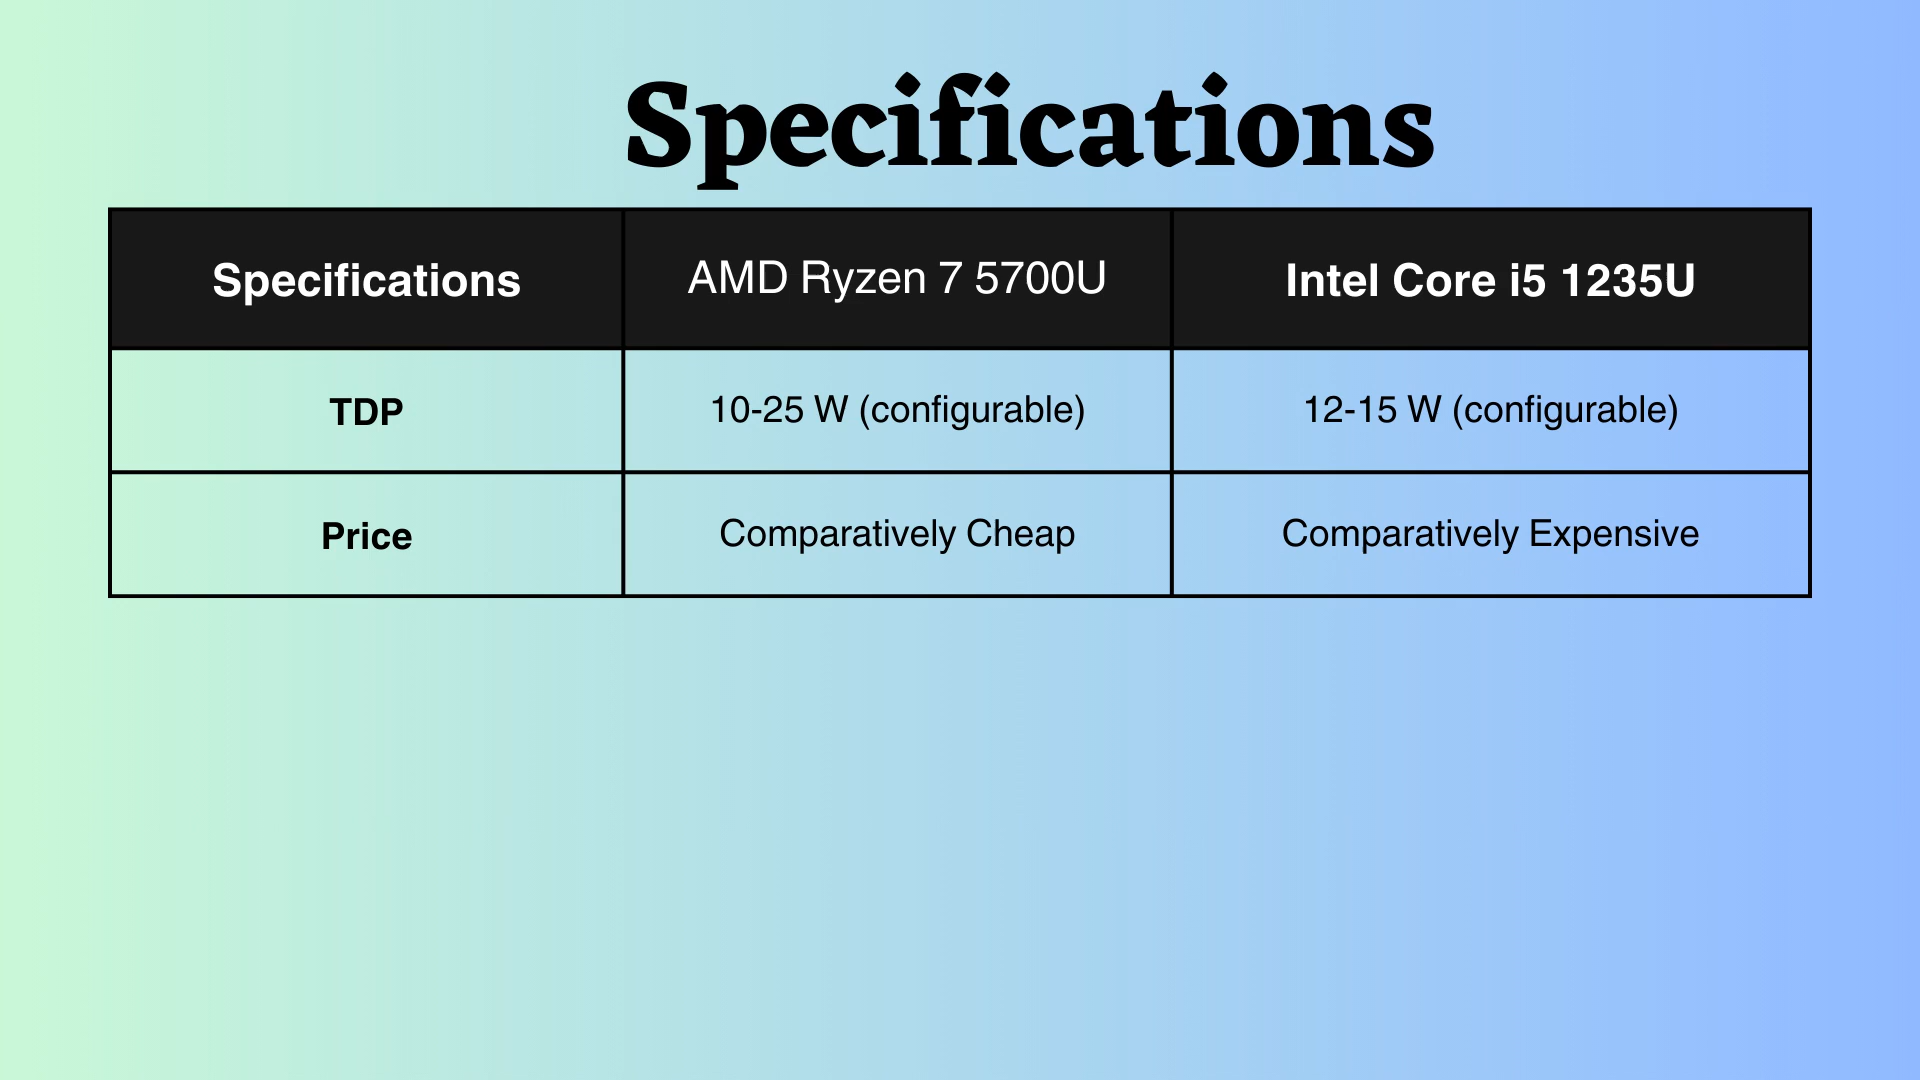 Specifications
Specifications AMD Ryzen 7 5700U Intel Core i5 1235U
TDP 10-25 W (configurable) 12-15 W (configurable)
Price Comparatively Cheap Comparatively Expensive